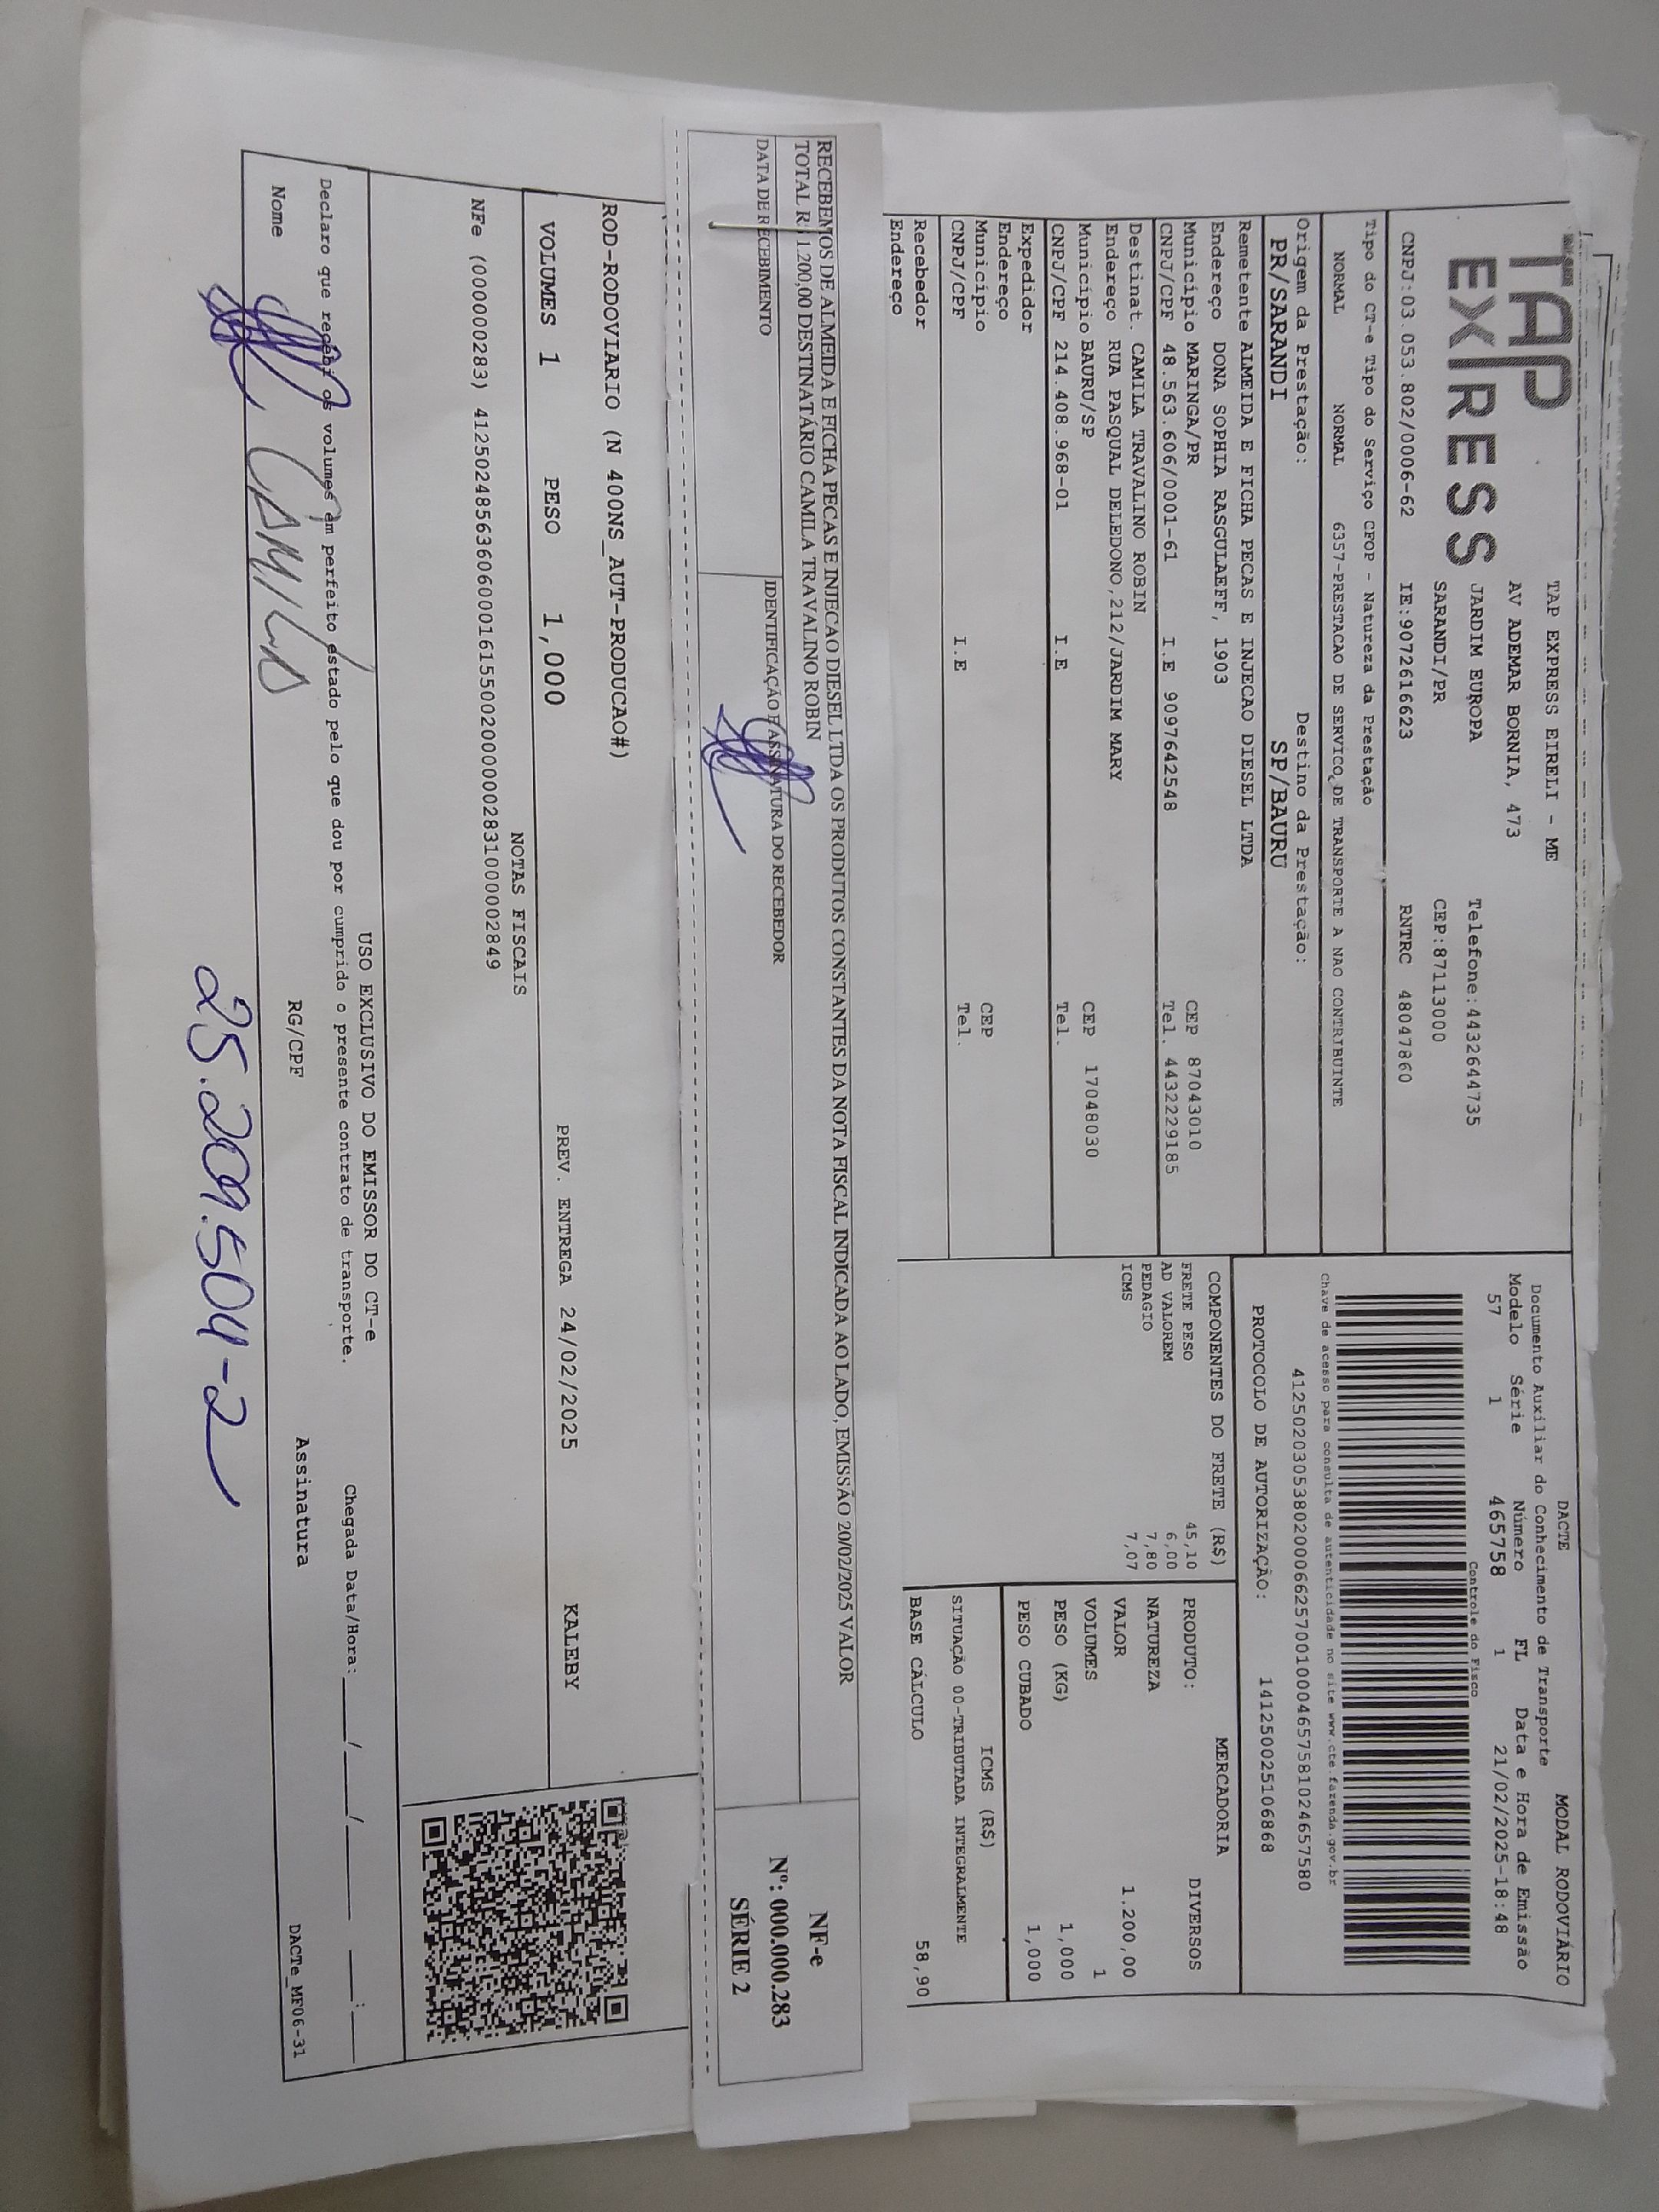 TAP EXPRESS
TAP EXPRESS EIRELI - ME
AV ADEMAR BORNIA, 473
JARDIM EUROPA Telefone:4432644735
SARANDI/PR CEP:87113000
CNPJ:03.053.802/0006-62 IE:9072616623 RNTRC 48047860
Tipo do CT-e Tipo do Serviço CFOP - Natureza da Prestação
NORMAL NORMAL 6357-PRESTACAO DE SERVICO DE TRANSPORTE A NAO CONTRIBUINTE
Origem da Prestação: Destino da Prestação:
PR/SARANDI SP/BAURU
Remetente ALMEIDA E FICHA PECAS E INJECAO DIESEL LTDA
Endereço DONA SOPHIA RASGULAEFF, 1903
Município MARINGA/PR CEP 87043010
CNPJ/CPF 48.563.606/0001-61 I.E 9097642548 Tel. 4432229185
Destinat. CAMILA TRAVALINO ROBIN
Endereço RUA PASQUAL DELEDONO,212/JARDIM MARY
Município BAURU/SP CEP 17048030
CNPJ/CPF 214.408.968-01 I.E Tel.
Expedidor
Endereço
Município CEP
CNPJ/CPF I.E Tel.
Recebedor
Endereço
DACTE MODAL RODOVIÁRIO
Documento Auxiliar do Conhecimento de Transporte
Modelo Série Número FL Data e Hora de Emissão
57 1 465758 1 21/02/2025-18:48
Controle do Fisco
Chave de acesso para consulta de autenticidade no site www.cte.fazenda.gov.br
41250203053802000662570010004657581024657580
PROTOCOLO DE AUTORIZAÇÃO: 141250025106868
COMPONENTES DO FRETE (R$)
FRETE PESO 45,10
AD VALOREM 6,00
PEDAGIO 7,80
ICMS 7,07
MERCADORIA
PRODUTO: DIVERSOS
NATUREZA
VALOR 1.200,00
VOLUMES 1
PESO (KG) 1,000
PESO CUBADO 1,000
ICMS (R$)
SITUAÇÃO 00-TRIBUTADA INTEGRALMENTE
BASE CÁLCULO 58,90
RECEBEMOS DE ALMEIDA E FICHA PECAS E INJECAO DIESEL LTDA OS PRODUTOS CONSTANTES DA NOTA FISCAL INDICADA AO LADO, EMISSÃO 20/02/2025 VALOR
TOTAL R$ 1.200,00 DESTINATÁRIO CAMILA TRAVALINO ROBIN
DATA DE RECEBIMENTO IDENTIFICAÇÃO E ASSINATURA DO RECEBEDOR
NF-e
Nº: 000.000.283
SÉRIE 2
ROD-RODOVIARIO (N 400NS_AUT-PRODUCAO#)
VOLUMES 1 PESO 1,000 PREV. ENTREGA 24/02/2025 KALEBY
NOTAS FISCAIS
NFe (000000283) 41250248563606000161550020000002831000002849
USO EXCLUSIVO DO EMISSOR DO CT-e
Declaro que recebi os volumes em perfeito estado pelo que dou por cumprido o presente contrato de transporte. Chegada Data/Hora: ___/___/____ __:__
Nome RG/CPF Assinatura DACTe_MF06-31
CAMILA 25.209.504-2